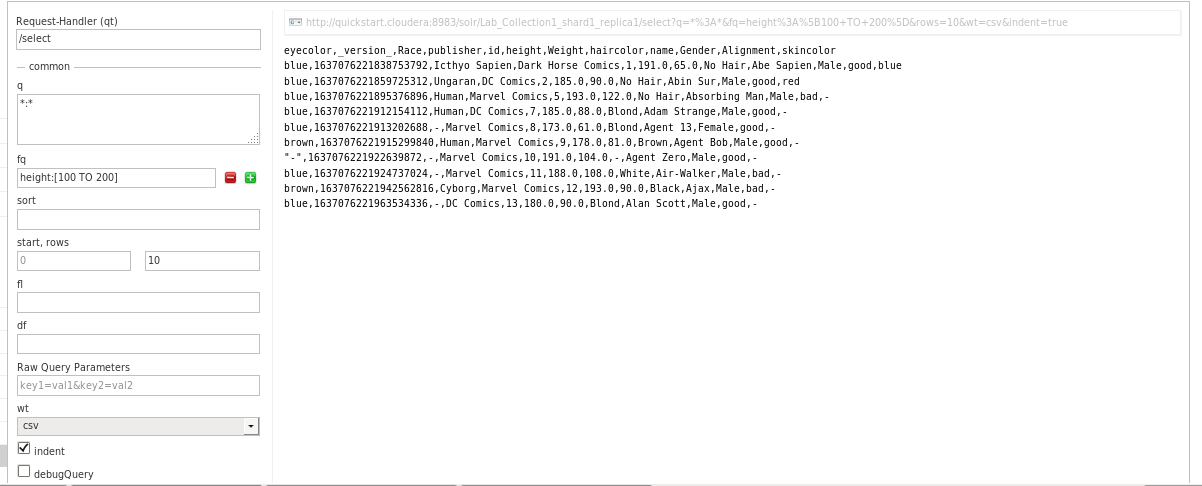 Request-Handler (qt)
/select
common
q
*:*
fq
height:[100 TO 200]
sort
start, rows
0
10
fl
df
Raw Query Parameters
key1=val1&key2=val2
wt
csv
indent
debugQuery
http://quickstart.cloudera:8983/solr/Lab_Collection1_shard1_replica1/select?q=*%3A*&fq=height%3A%5B100+TO+200%5D&rows=10&wt=csv&indent=true
eyecolor,_version_,Race,publisher,id,height,Weight,haircolor,name,Gender,Alignment,skincolor
blue,1637076221838753792,Icthyo Sapien,Dark Horse Comics,1,191.0,65.0,No Hair,Abe Sapien,Male,good,blue
blue,1637076221859725312,Ungaran,DC Comics,2,185.0,90.0,No Hair,Abin Sur,Male,good,red
blue,1637076221895376896,Human,Marvel Comics,5,193.0,122.0,No Hair,Absorbing Man,Male,bad,-
blue,1637076221912154112,Human,DC Comics,7,185.0,88.0,Blond,Adam Strange,Male,good,-
blue,1637076221913202688,-,Marvel Comics,8,173.0,61.0,Blond,Agent 13,Female,good,-
brown,1637076221915299840,Human,Marvel Comics,9,178.0,81.0,Brown,Agent Bob,Male,good,-
"-",1637076221922639872,-,Marvel Comics,10,191.0,104.0,-,Agent Zero,Male,good,-
blue,1637076221924737024,-,Marvel Comics,11,188.0,108.0,White,Air-Walker,Male,bad,-
brown,1637076221942562816,Cyborg,Marvel Comics,12,193.0,90.0,Black,Ajax,Male,bad,-
blue,1637076221963534336,-,DC Comics,13,180.0,90.0,Blond,Alan Scott,Male,good,-